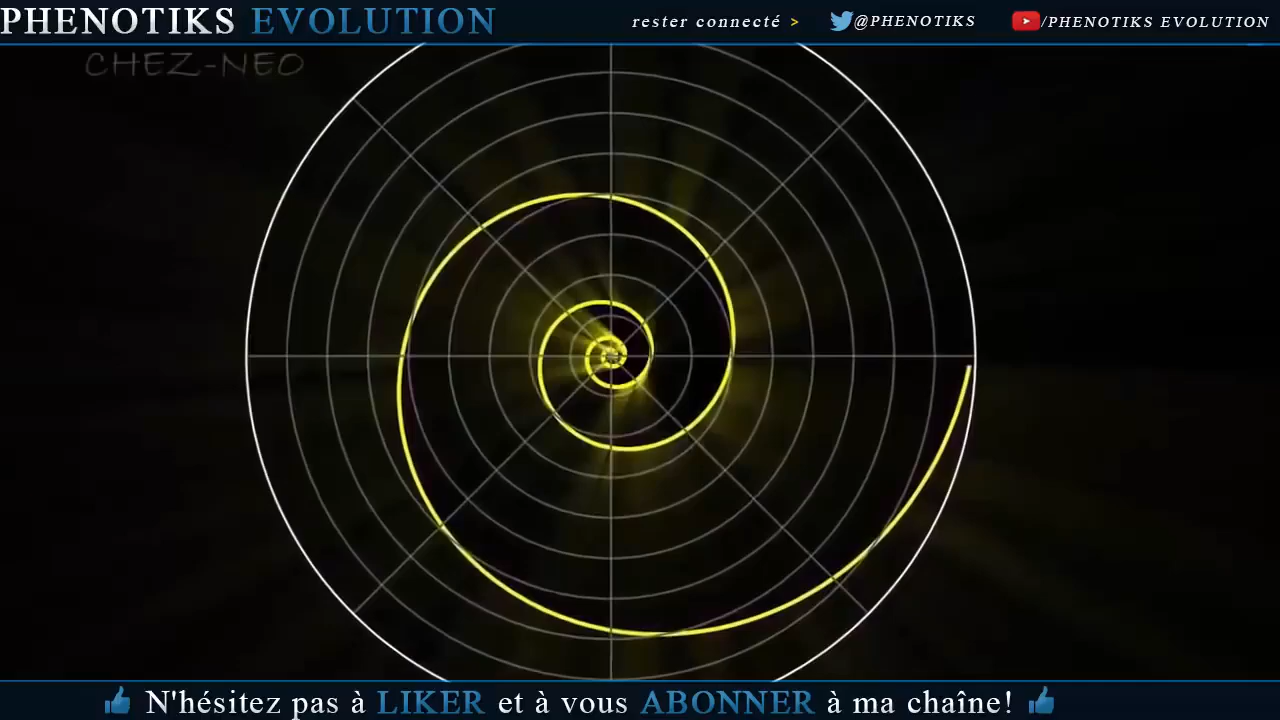 PHENOTIKS EVOLUTION rester connecté > @PHENOTIKS /PHENOTIKS EVOLUTION
CHEZ-NEO
N'hésitez pas à LIKER et à vous ABONNER à ma chaîne!